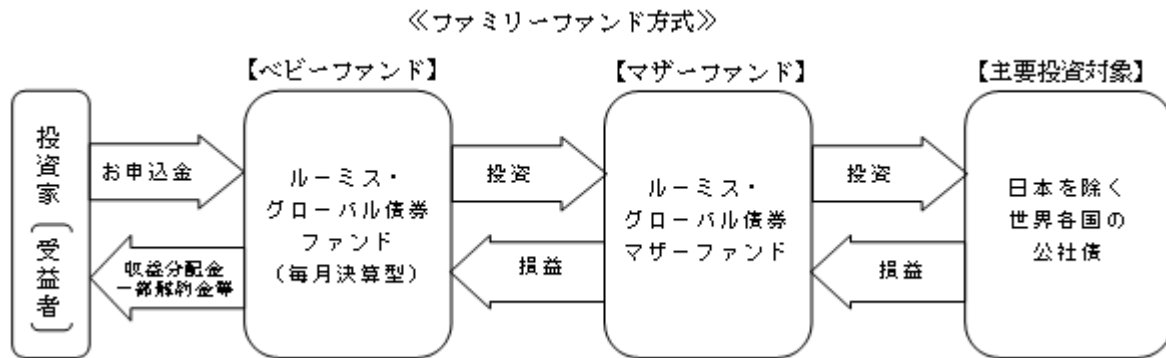 ≪ファミリーファンド方式≫
【ベビーファンド】
【マザーファンド】
【主要投資対象】
投資家(受益者)
お申込金
収益分配金
一部解約金等
ルーミス・
グローバル債券
ファンド
(毎月決算型)
投資
損益
ルーミス・
グローバル債券
マザーファンド
投資
損益
日本を除く
世界各国の
公社債